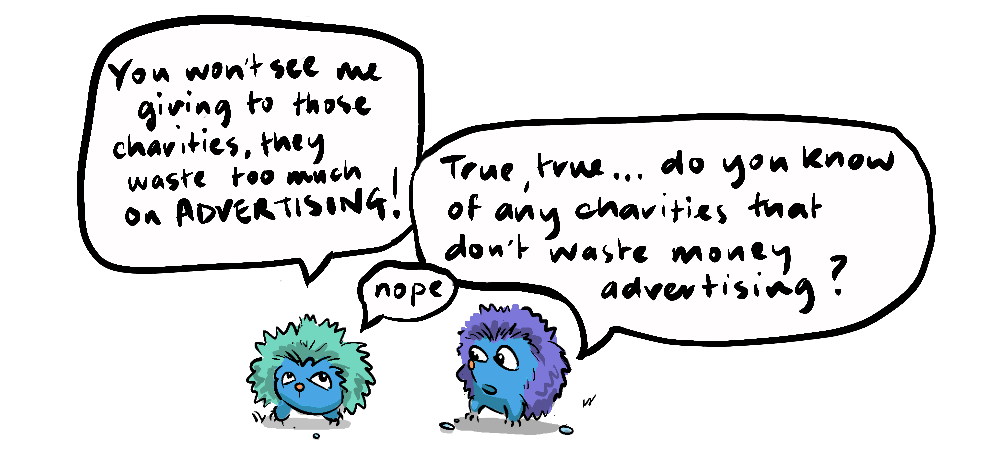 You won't see me
giving to those
charities, they
waste too much
on ADVERTISING!
True, true... do you know
of any charities that
don't waste money
advertising?
nope